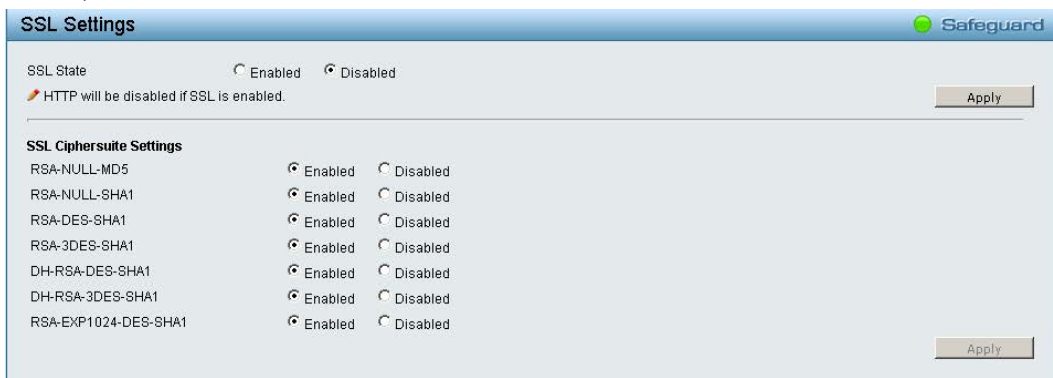 SSL Settings
Safeguard
SSL State Enabled Disabled
HTTP will be disabled if SSL is enabled.
Apply
SSL Ciphersuite Settings
RSA-NULL-MD5 Enabled Disabled
RSA-NULL-SHA1 Enabled Disabled
RSA-DES-SHA1 Enabled Disabled
RSA-3DES-SHA1 Enabled Disabled
DH-RSA-DES-SHA1 Enabled Disabled
DH-RSA-3DES-SHA1 Enabled Disabled
RSA-EXP1024-DES-SHA1 Enabled Disabled
Apply